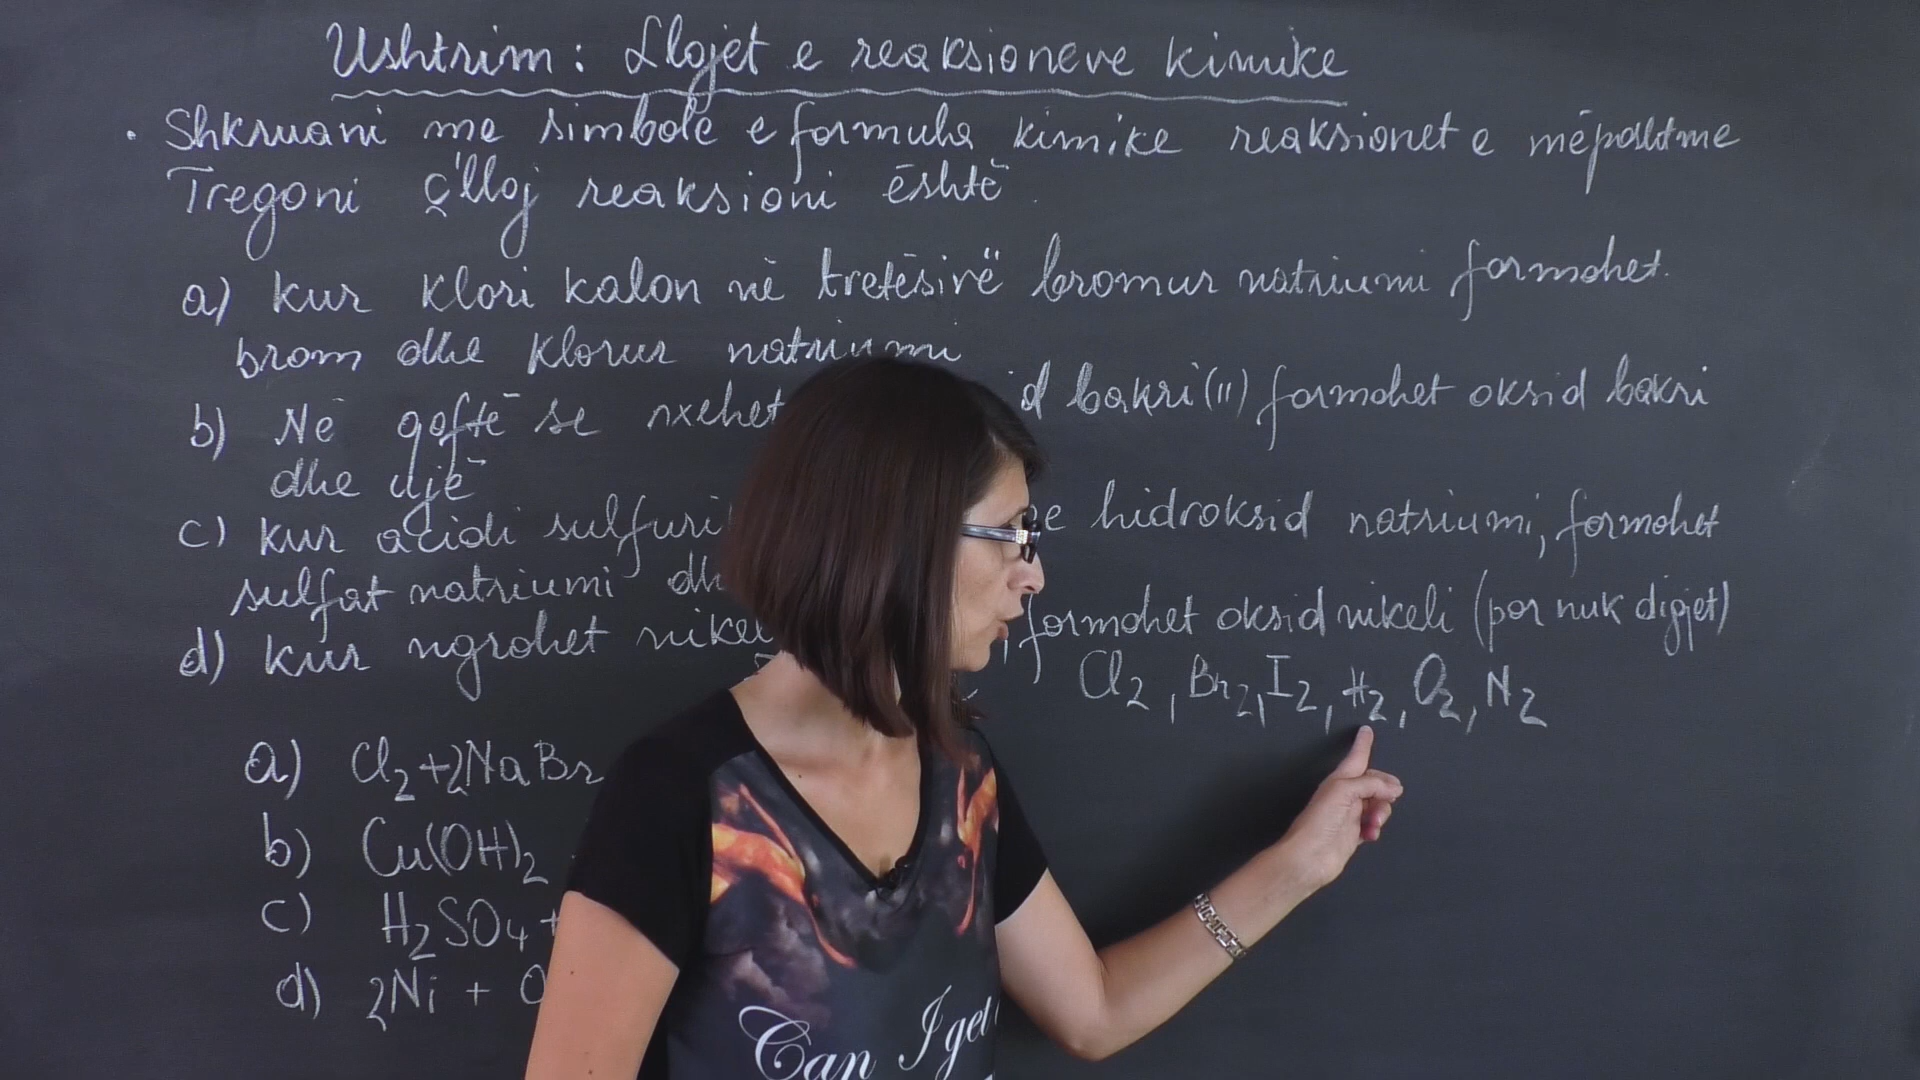 Ushtrim: Llojet e reaksioneve kimike
• Shkruani me simbole e formula kimike reaksionet e mëposhtme
Tregoni ç'lloj reaksioni është.
a) kur klori kalon në tretësirë bromur natriumi formohet.
brom dhe klorur natriumi
b) Në qoftë se nxehet d bakri(II) formohet oksid bakri
dhe ujë
c) kur acidi sulfuri e hidroksid natriumi, formohet
sulfat natriumi dh
d) kur ngrohet nikel , formohet oksid nikeli (por nuk digjet)
Cl2, Br2, I2, H2, O2, N2
a) Cl2+2NaBr
b) Cu(OH)2
c) H2SO4+
d) 2Ni + O
Can I get